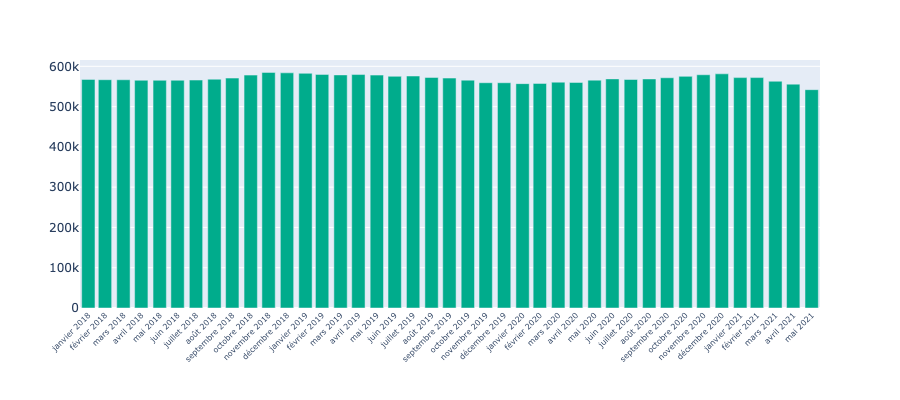 600k
500k
400k
300k
200k
100k
0
janvier 2018
février 2018
mars 2018
avril 2018
mai 2018
juin 2018
juillet 2018
août 2018
septembre 2018
octobre 2018
novembre 2018
décembre 2018
janvier 2019
février 2019
mars 2019
avril 2019
mai 2019
juin 2019
juillet 2019
août 2019
septembre 2019
octobre 2019
novembre 2019
décembre 2019
janvier 2020
février 2020
mars 2020
avril 2020
mai 2020
juin 2020
juillet 2020
août 2020
septembre 2020
octobre 2020
novembre 2020
décembre 2020
janvier 2021
février 2021
mars 2021
avril 2021
mai 2021